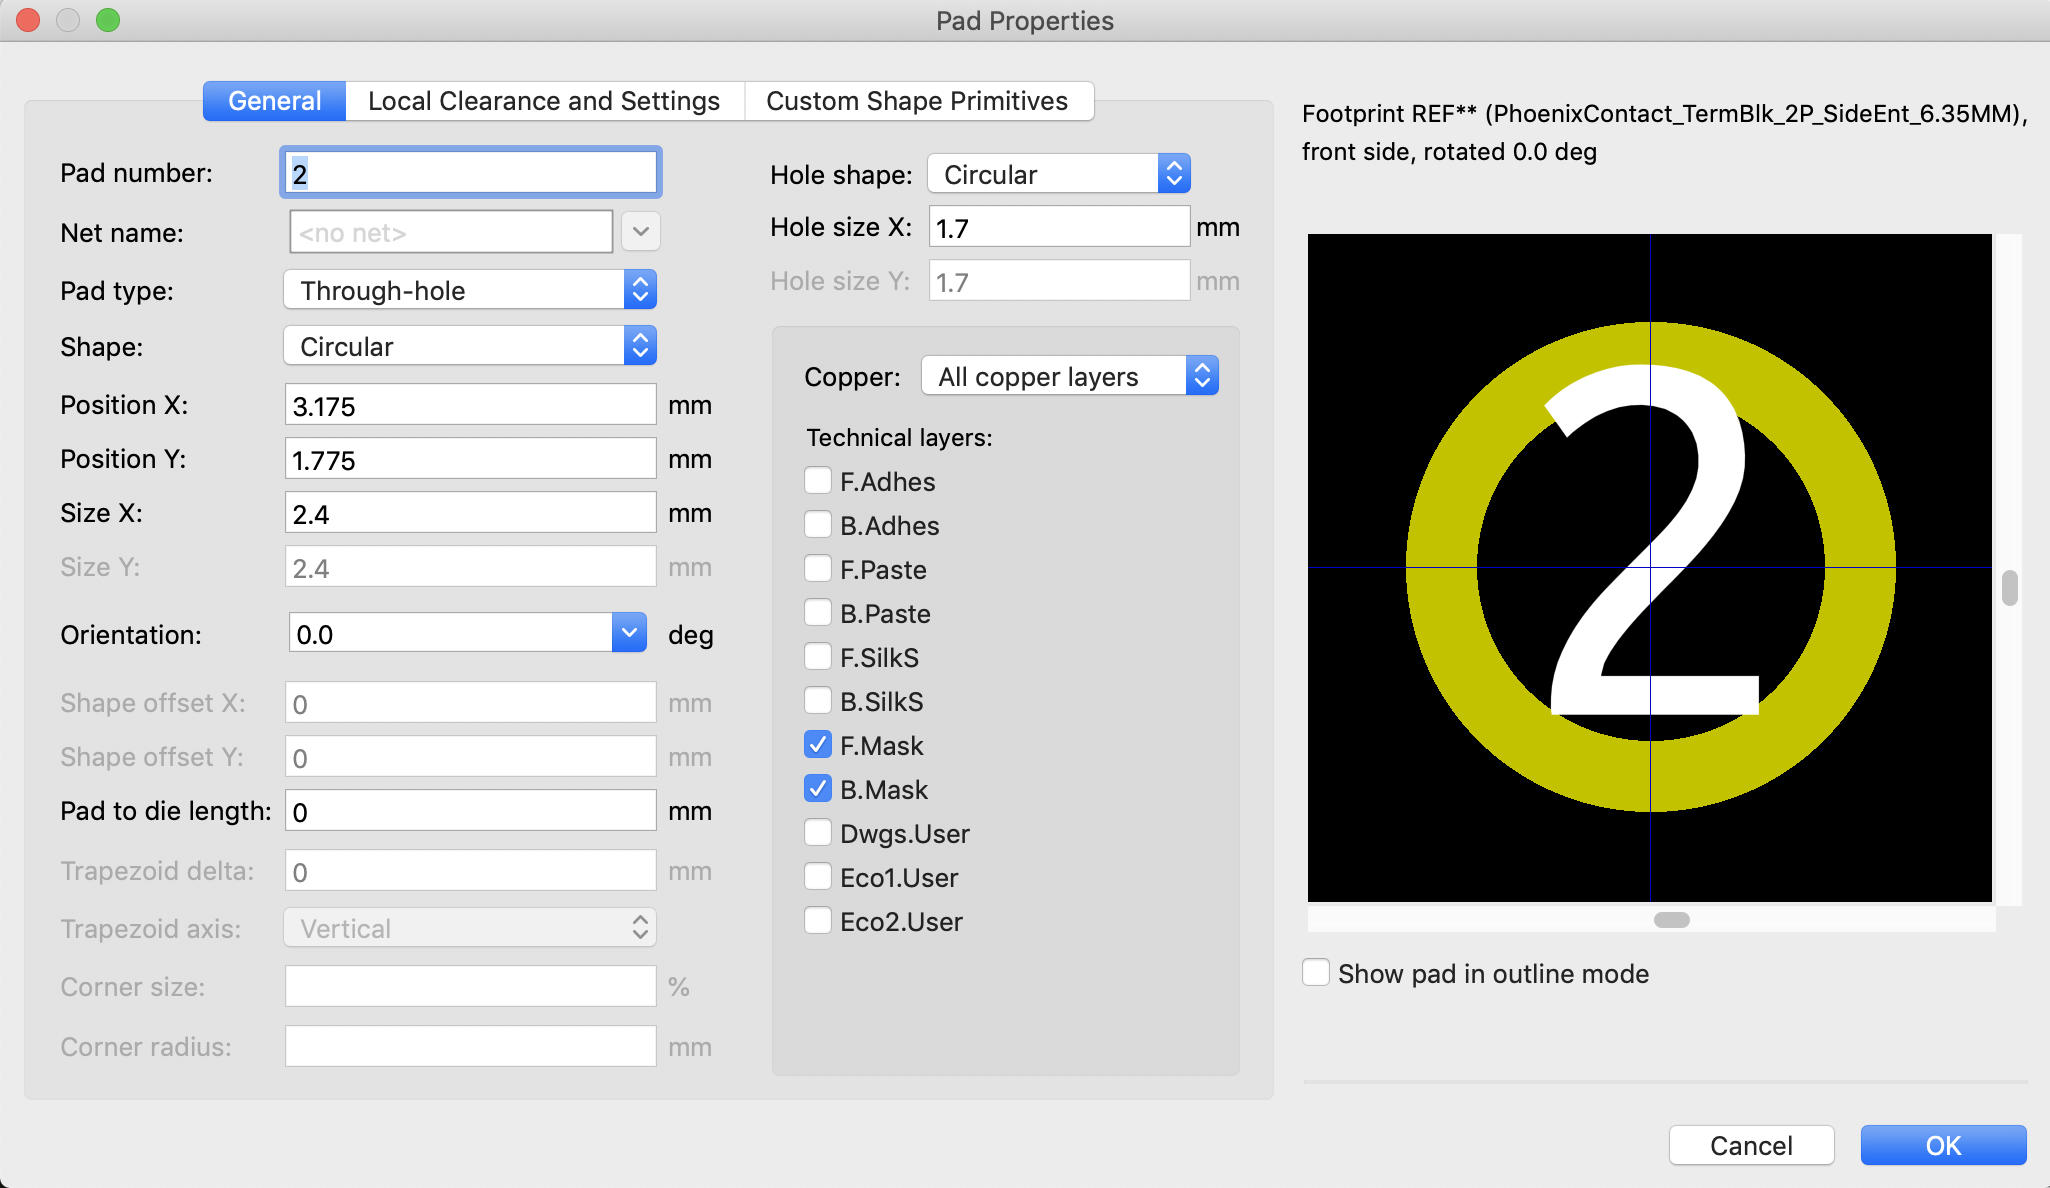 Pad Properties
General
Local Clearance and Settings
Custom Shape Primitives
Pad number:
2
Net name:
<no net>
Pad type:
Through-hole
Shape:
Circular
Position X:
3.175
mm
Position Y:
1.775
mm
Size X:
2.4
mm
Size Y:
2.4
mm
Orientation:
0.0
deg
Shape offset X:
0
mm
Shape offset Y:
0
mm
Pad to die length:
0
mm
Trapezoid delta:
0
mm
Trapezoid axis:
Vertical
Corner size:
%
Corner radius:
mm
Hole shape:
Circular
Hole size X:
1.7
mm
Hole size Y:
1.7
mm
Copper:
All copper layers
Technical layers:
F.Adhes
B.Adhes
F.Paste
B.Paste
F.SilkS
B.SilkS
F.Mask
B.Mask
Dwgs.User
Eco1.User
Eco2.User
Footprint REF** (PhoenixContact_TermBlk_2P_SideEnt_6.35MM),
front side, rotated 0.0 deg
2
Show pad in outline mode
Cancel
OK